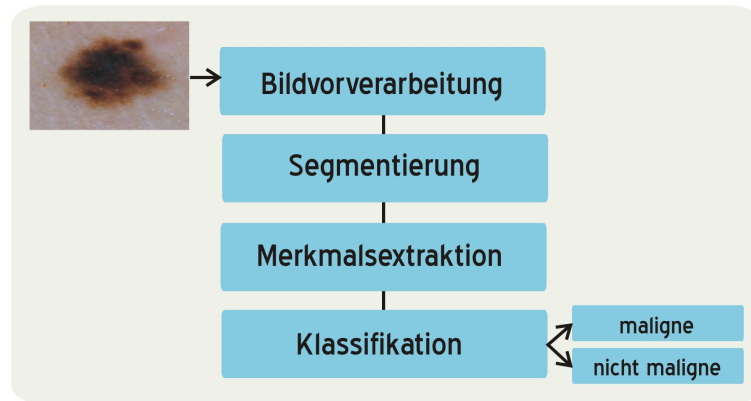 Bildvorverarbeitung
Segmentierung
Merkmalsextraktion
Klassifikation
maligne
nicht maligne